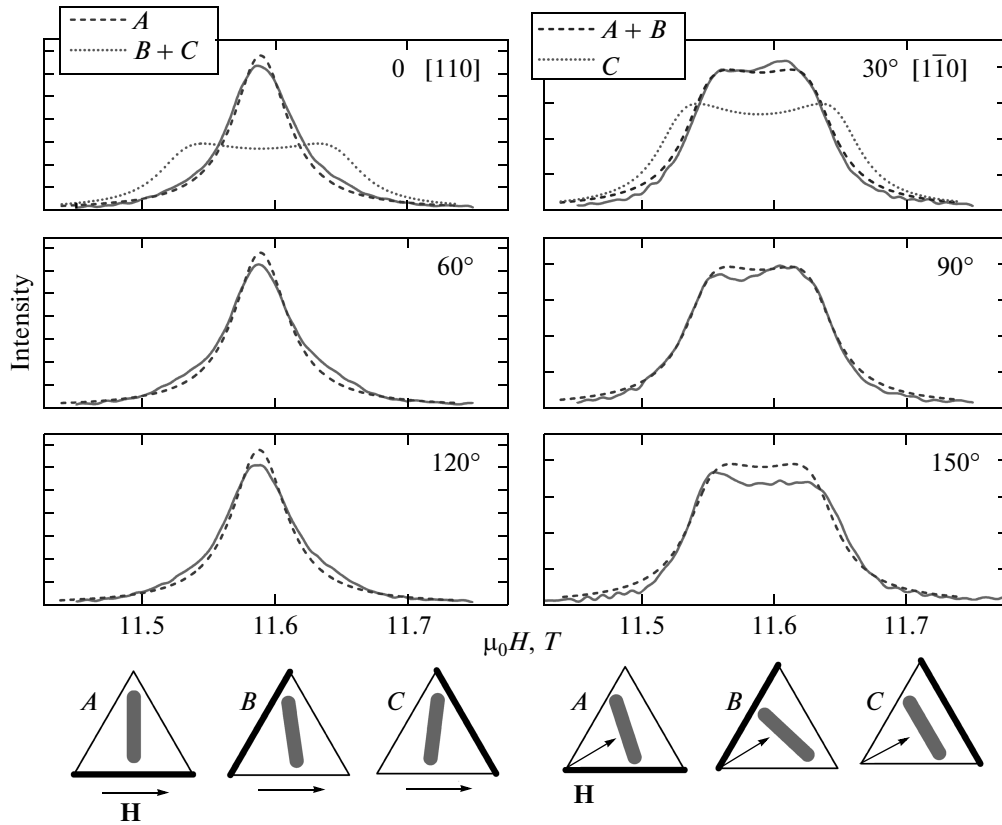 A
B + C
0 [110]
A + B
C
30° [11̅0]
60°
90°
Intensity
120°
150°
11.5 11.6 11.7
11.5 11.6 11.7
μ₀H, T
A
B
C
A
B
C
H
H